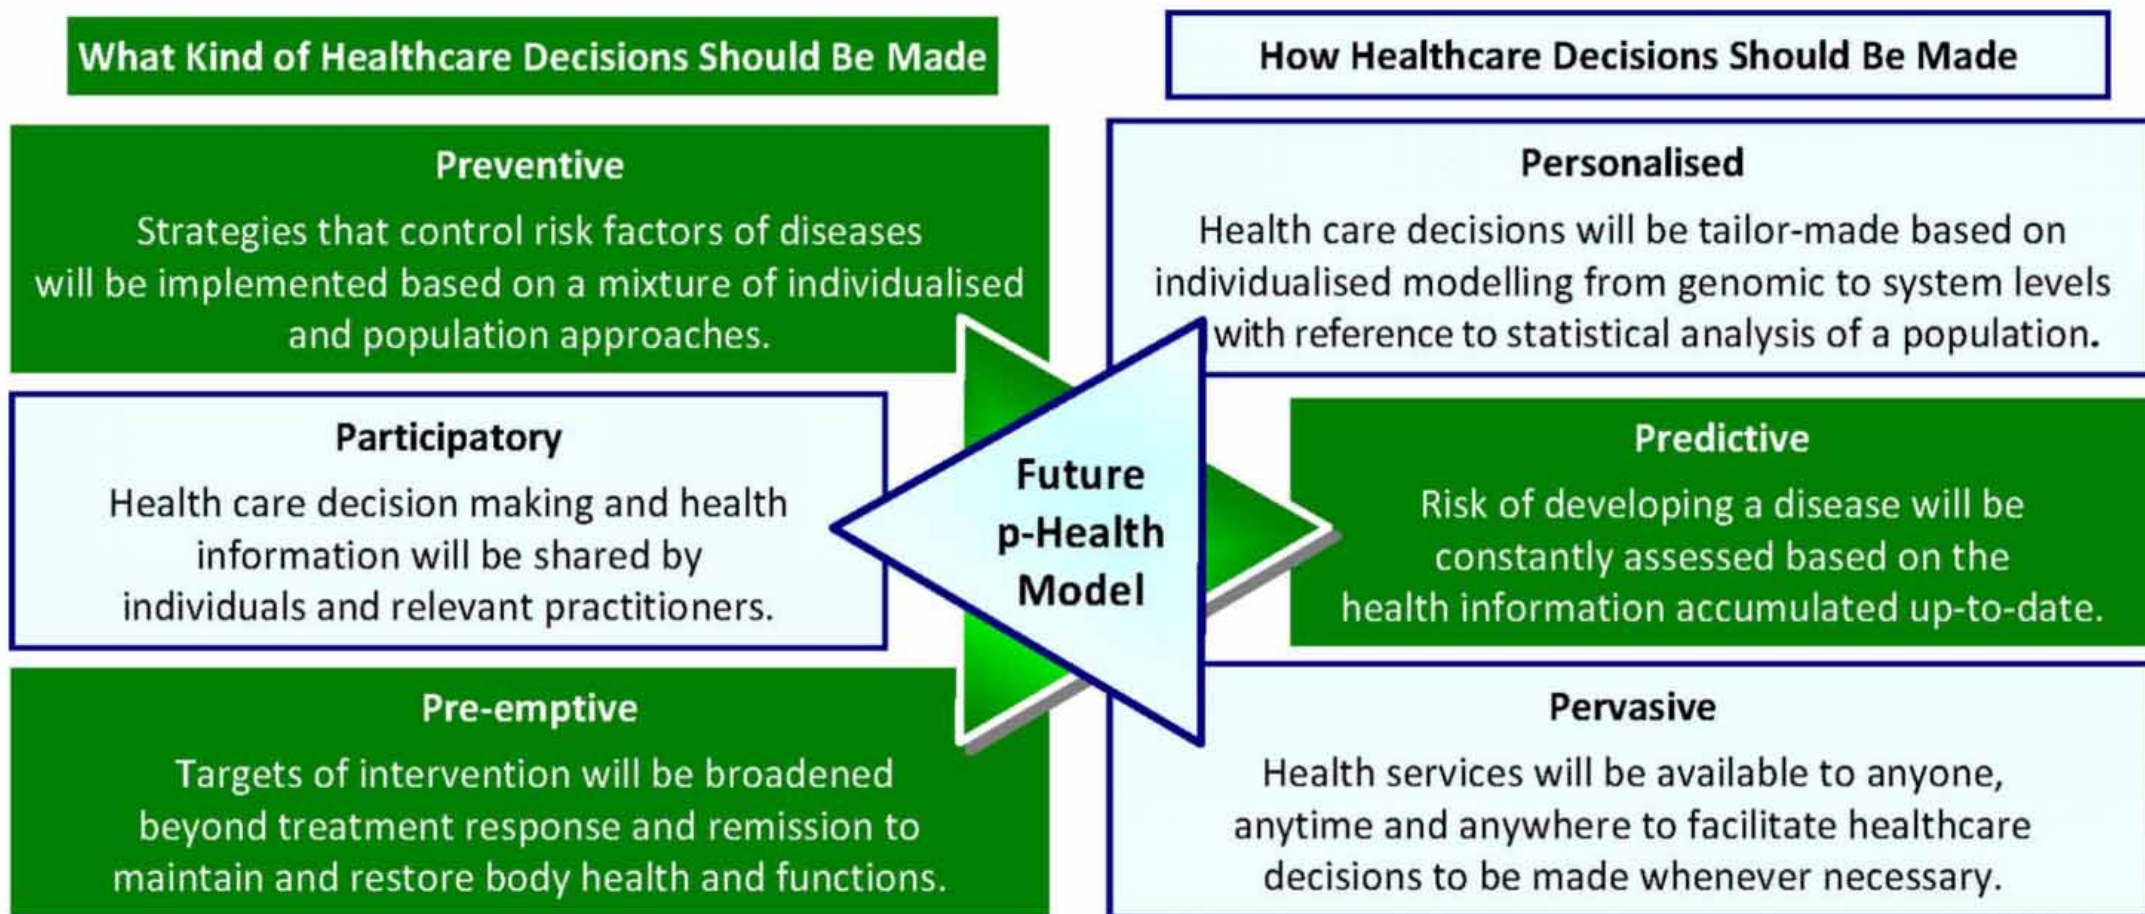 What Kind of Healthcare Decisions Should Be Made
How Healthcare Decisions Should Be Made
Preventive
Strategies that control risk factors of diseases
will be implemented based on a mixture of individualised
and population approaches.
Personalised
Health care decisions will be tailor-made based on
individualised modelling from genomic to system levels
with reference to statistical analysis of a population.
Participatory
Health care decision making and health
information will be shared by
individuals and relevant practitioners.
Future
p-Health
Model
Predictive
Risk of developing a disease will be
constantly assessed based on the
health information accumulated up-to-date.
Pre-emptive
Targets of intervention will be broadened
beyond treatment response and remission to
maintain and restore body health and functions.
Pervasive
Health services will be available to anyone,
anytime and anywhere to facilitate healthcare
decisions to be made whenever necessary.